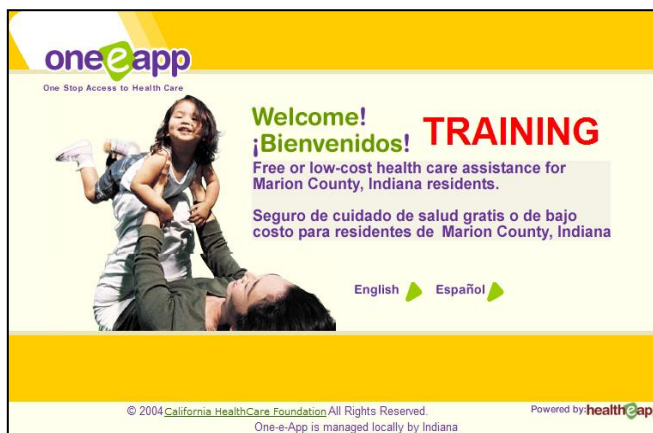 oneeapp
One Stop Access to Health Care
Welcome!
¡Bienvenidos!
TRAINING
Free or low-cost health care assistance for
Marion County, Indiana residents.
Seguro de cuidado de salud gratis o de bajo
costo para residentes de Marion County, Indiana
English
Español
© 2004 California HealthCare Foundation All Rights Reserved.
Powered by: healtheap
One-e-App is managed locally by Indiana